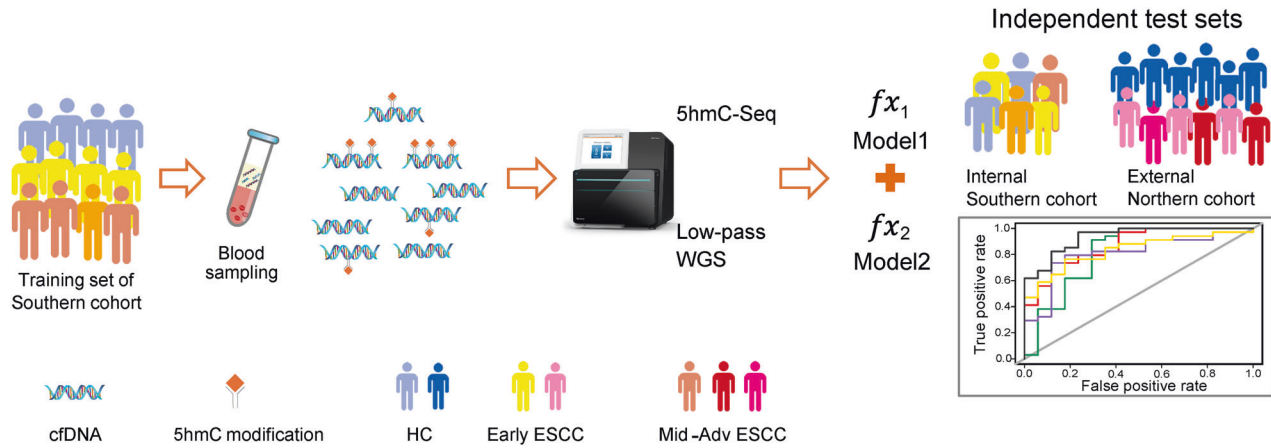 Independent test sets
5hmC-Seq
Low-pass
WGS
fx₁
Model1
fx₂
Model2
Internal
Southern cohort
External
Northern cohort
Training set of
Southern cohort
Blood
sampling
True positive rate
1.0
0.8
0.6
0.4
0.2
0.0
0.0
0.2
0.4
0.6
0.8
1.0
False positive rate
cfDNA
5hmC modification
HC
Early ESCC
Mid-Adv ESCC